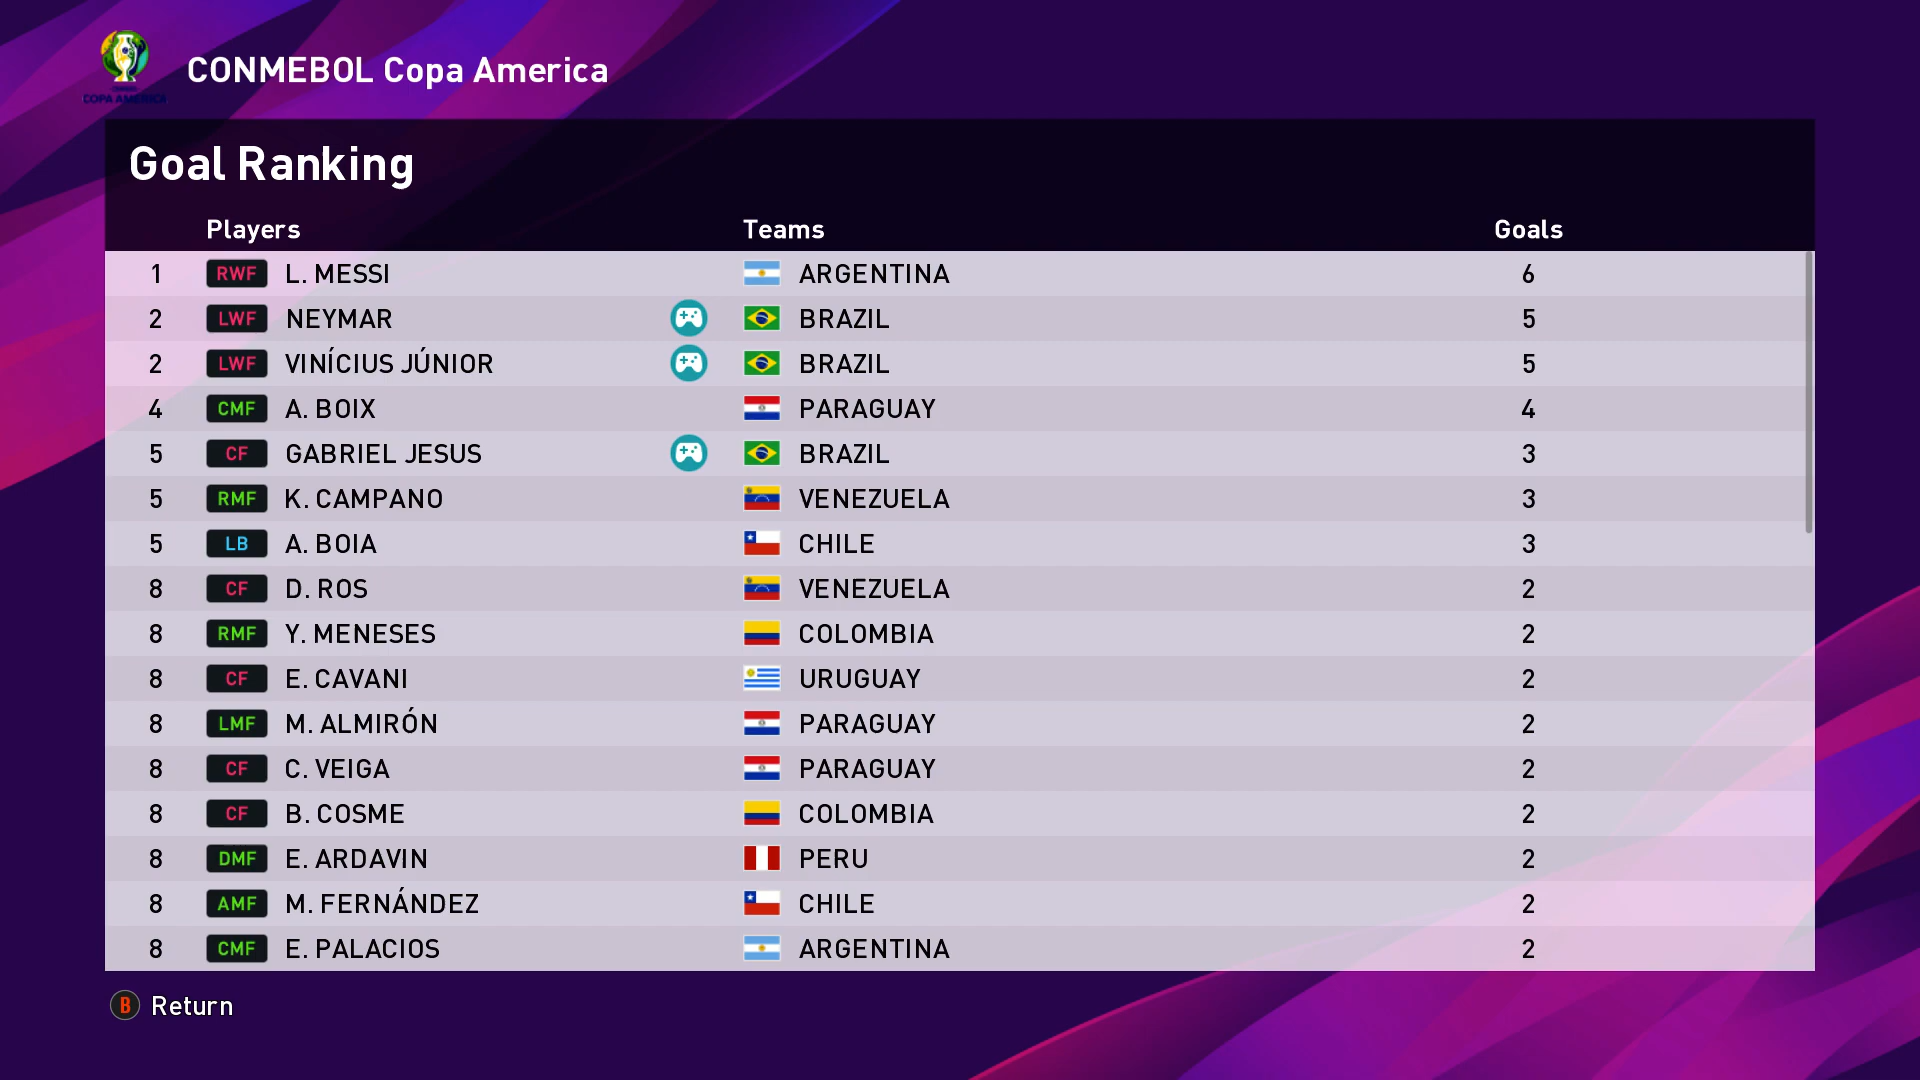 COPA AMERICA
CONMEBOL Copa America
Goal Ranking
Players Teams Goals
1 RWF L. MESSI ARGENTINA 6
2 LWF NEYMAR BRAZIL 5
2 LWF VINÍCIUS JÚNIOR BRAZIL 5
4 CMF A. BOIX PARAGUAY 4
5 CF GABRIEL JESUS BRAZIL 3
5 RMF K. CAMPANO VENEZUELA 3
5 LB A. BOIA CHILE 3
8 CF D. ROS VENEZUELA 2
8 RMF Y. MENESES COLOMBIA 2
8 CF E. CAVANI URUGUAY 2
8 LMF M. ALMIRÓN PARAGUAY 2
8 CF C. VEIGA PARAGUAY 2
8 CF B. COSME COLOMBIA 2
8 DMF E. ARDAVIN PERU 2
8 AMF M. FERNÁNDEZ CHILE 2
8 CMF E. PALACIOS ARGENTINA 2
B Return